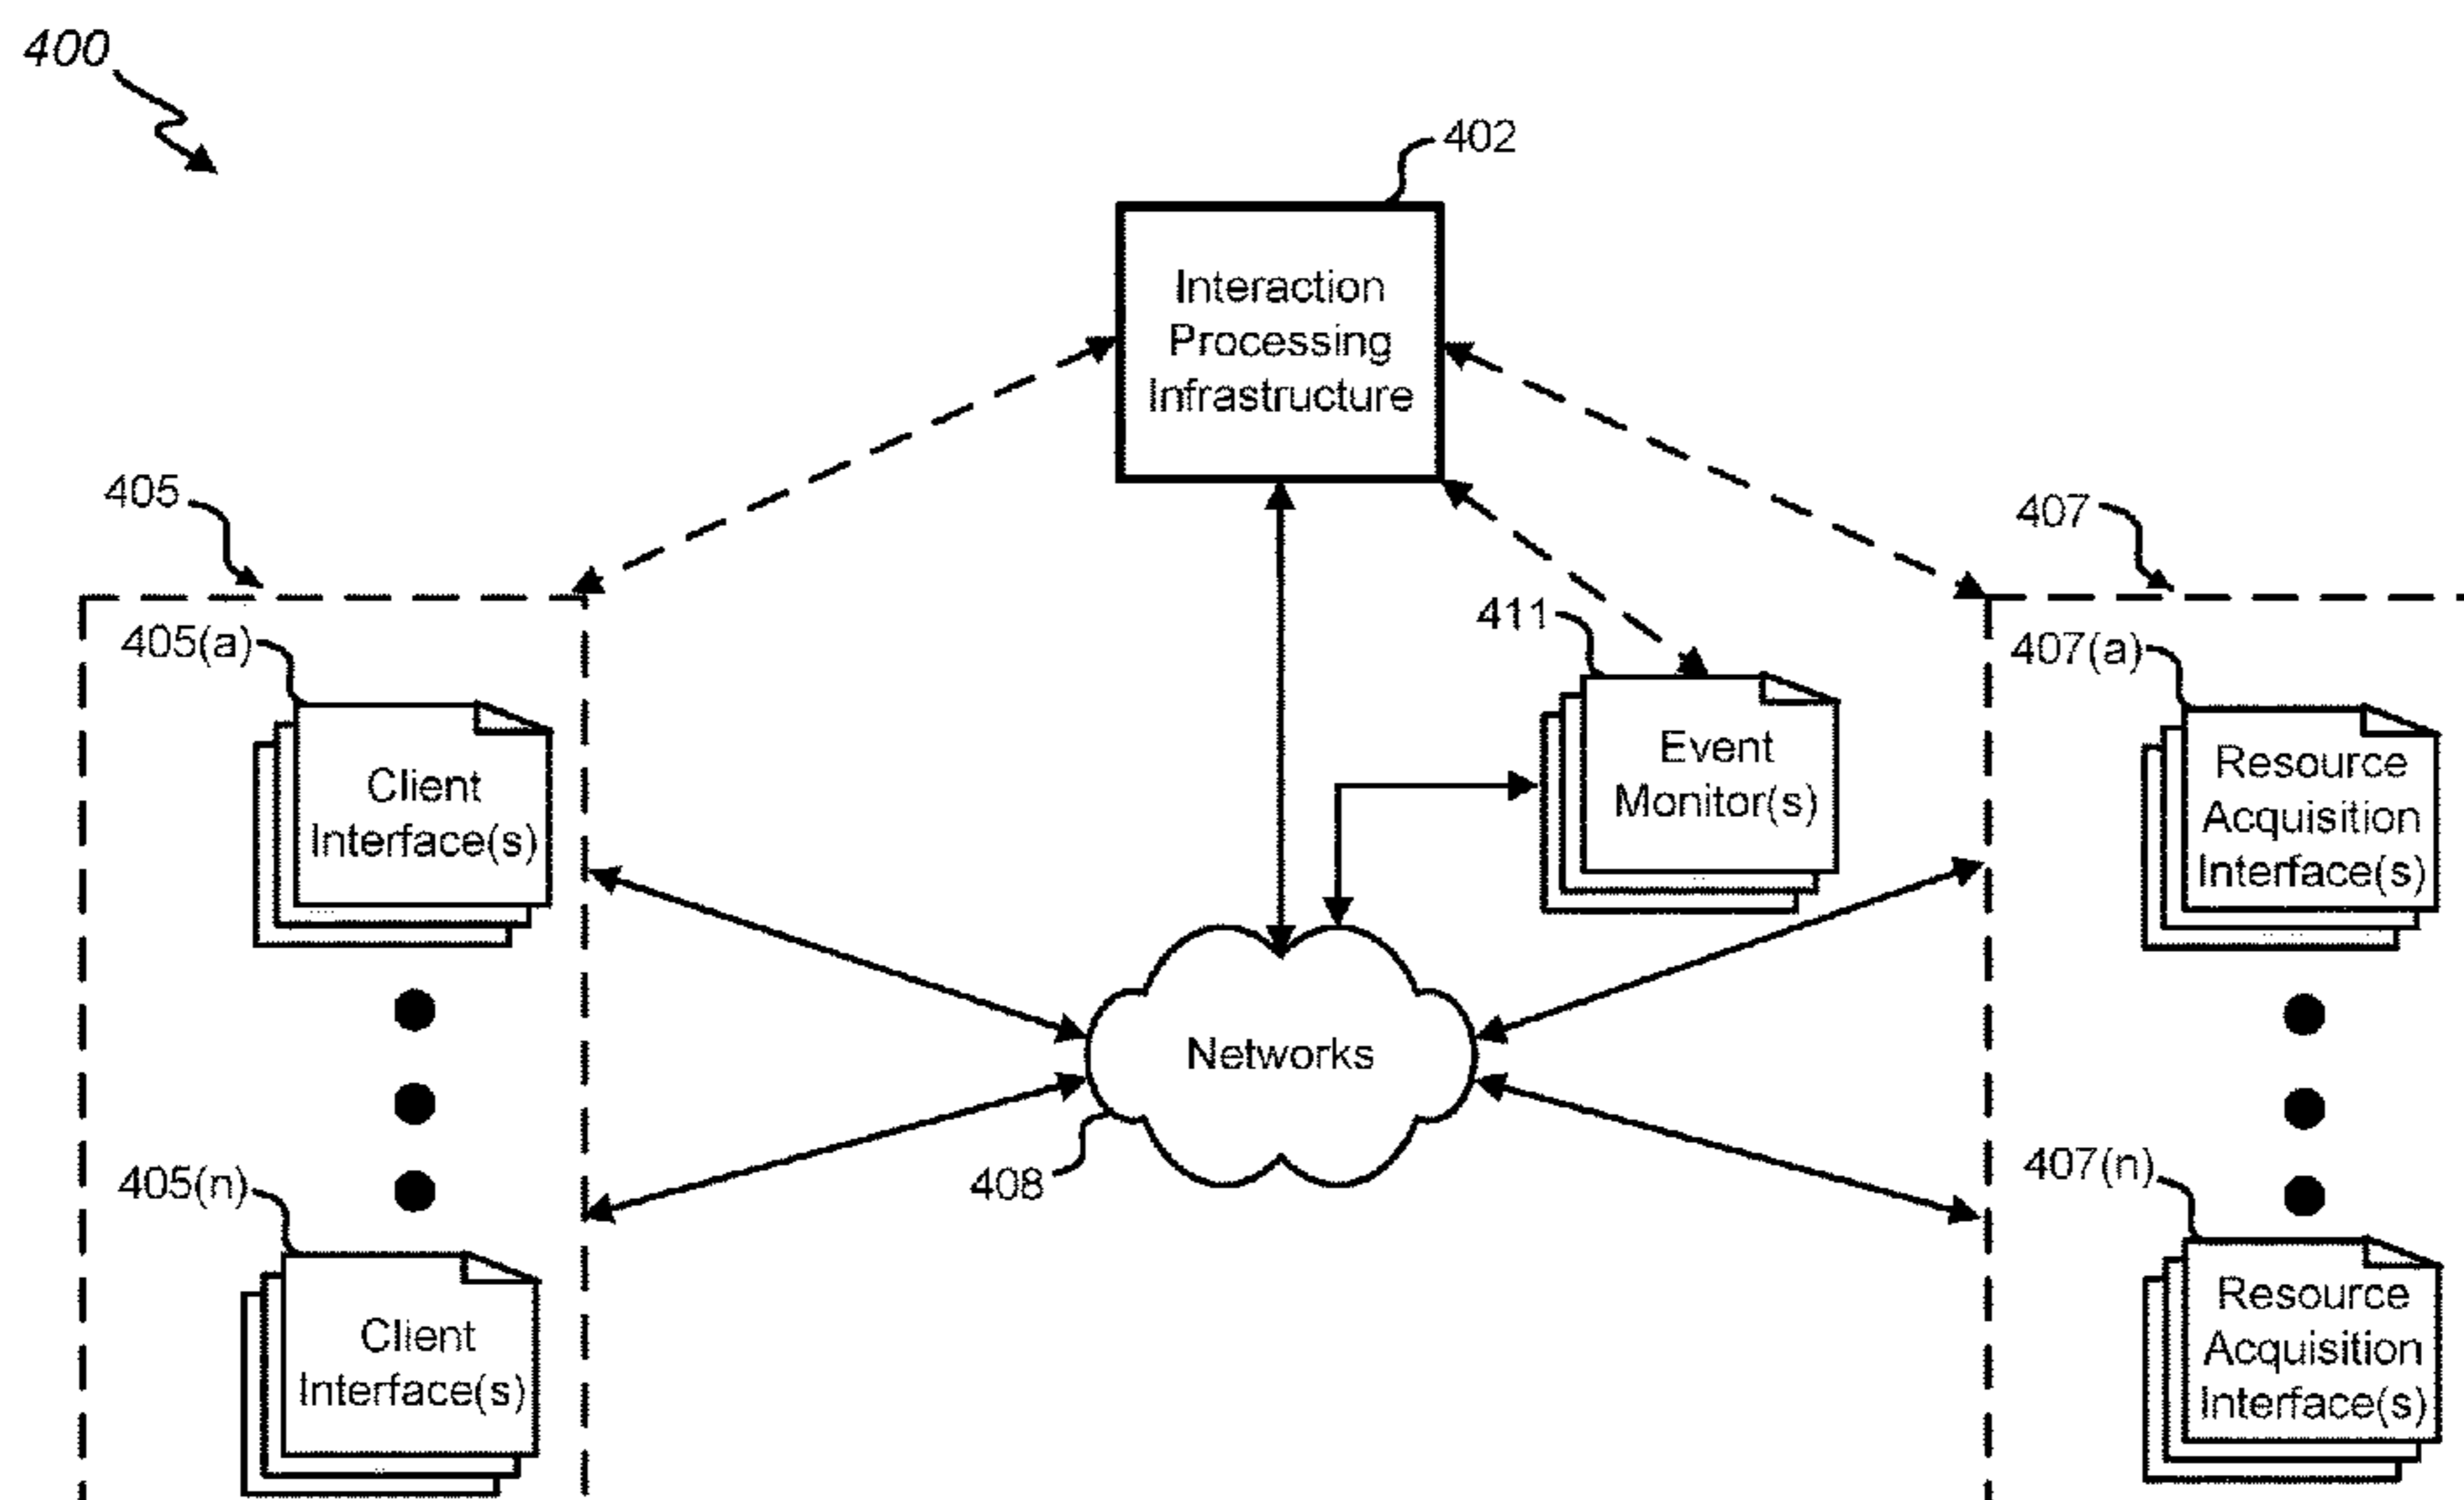 400
402
Interaction
Processing
Infrastructure
405
407
411
405(a)
407(a)
Client
Interface(s)
Event
Monitor(s)
Resource
Acquisition
Interface(s)
Networks
408
405(n)
407(n)
Client
Interface(s)
Resource
Acquisition
Interface(s)